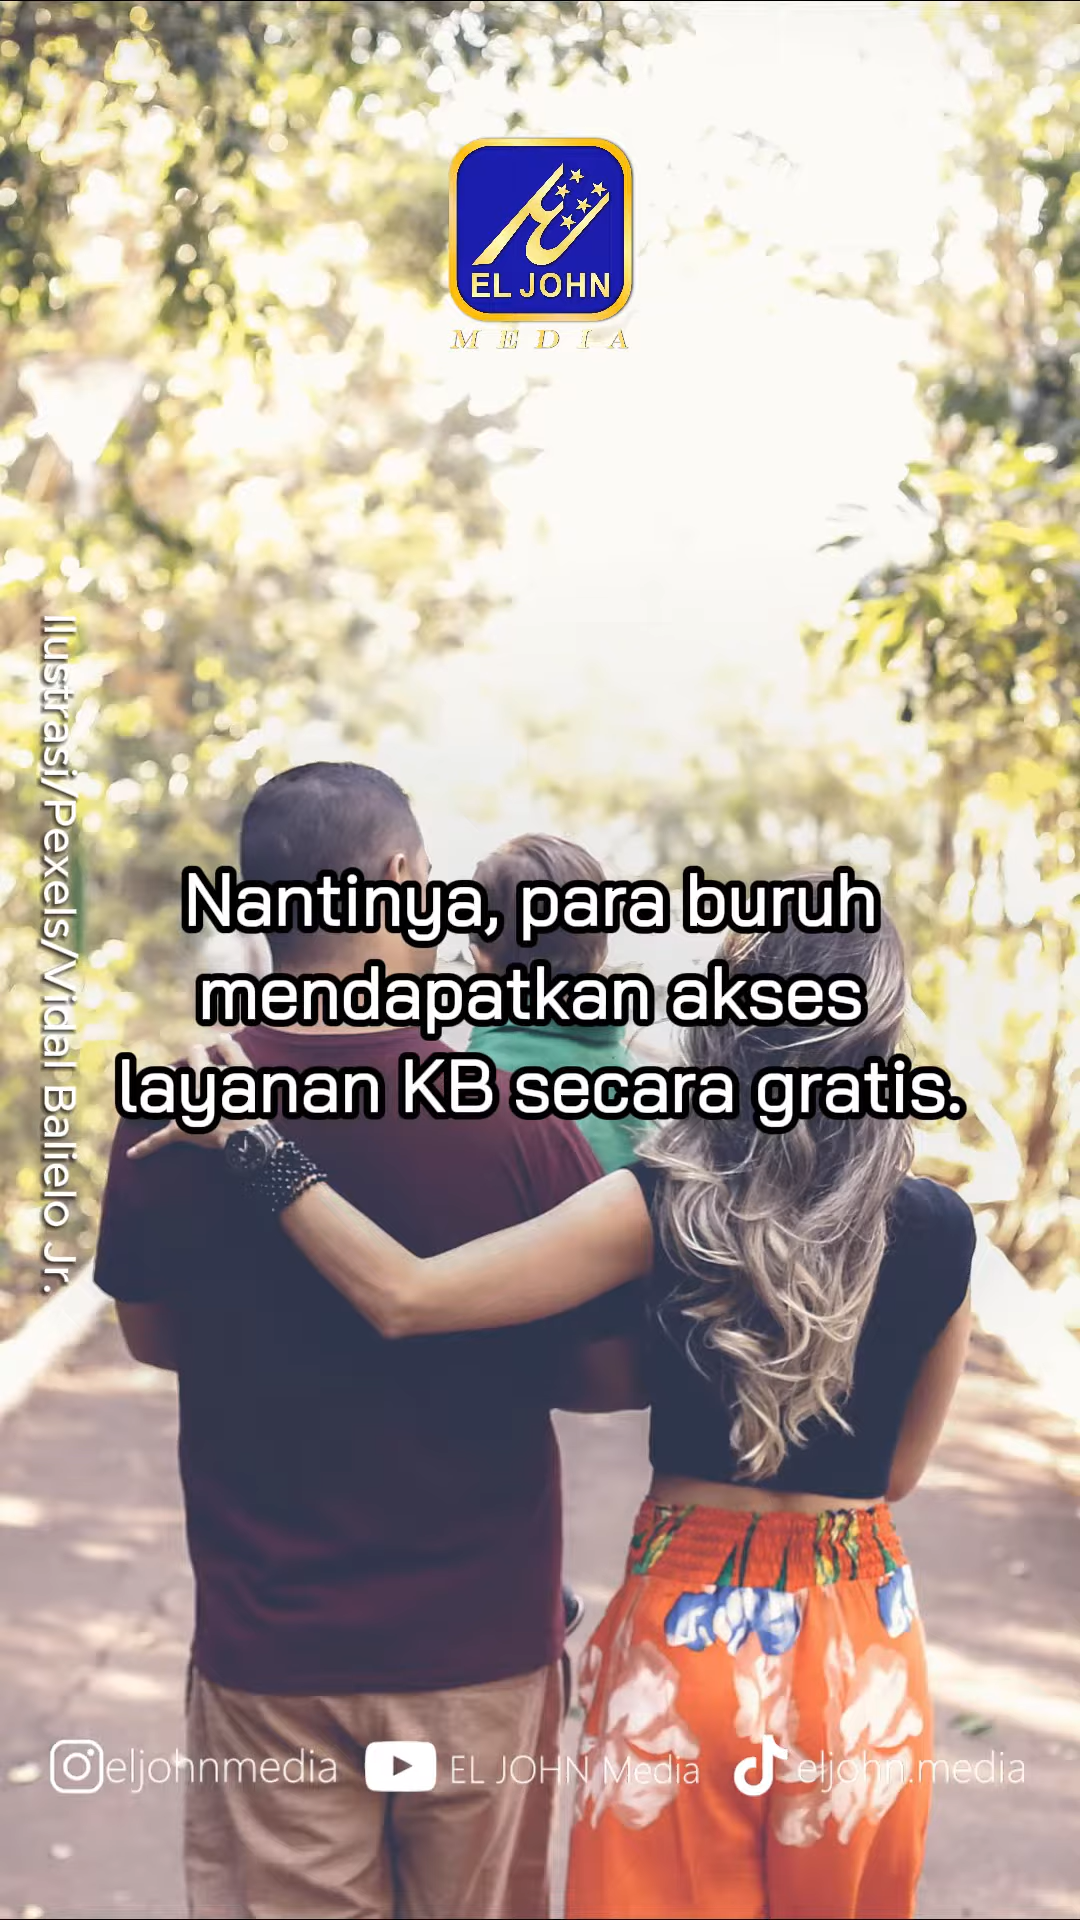 EL JOHN
MEDIA
Ilustrasi/Pexels/Vidal Balielo Jr.
Nantinya, para buruh
mendapatkan akses
layanan KB secara gratis.
eljohnmedia
EL JOHN Media
eljohn.media